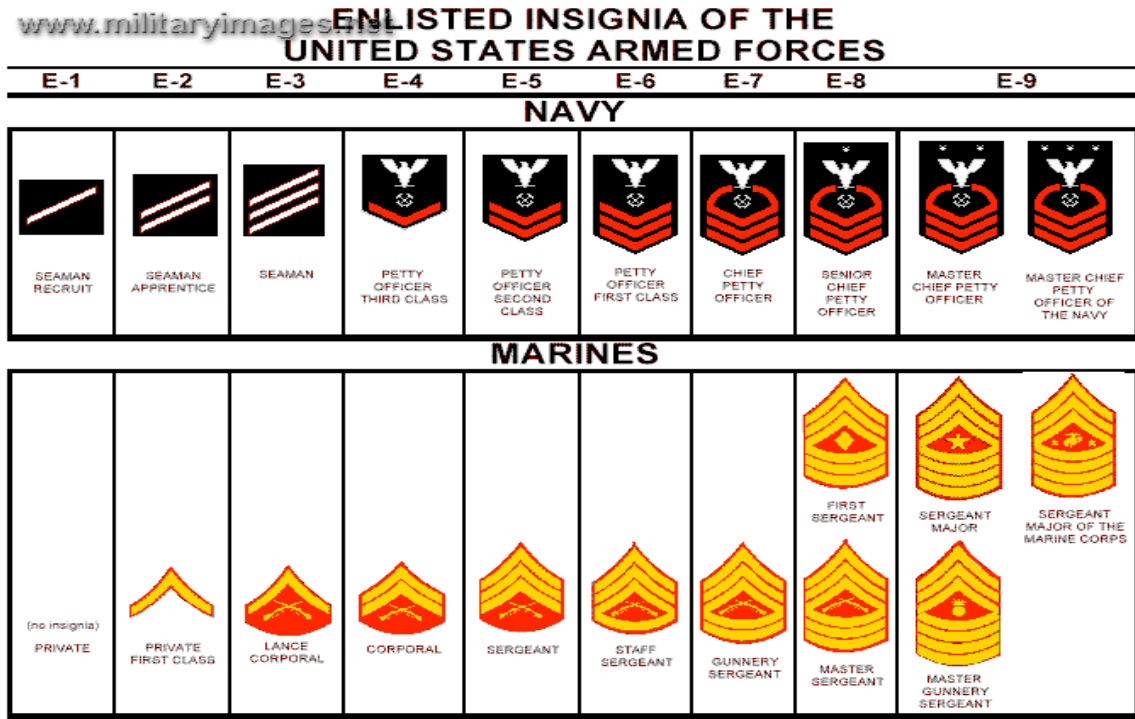 www.militaryimages.net
ENLISTED INSIGNIA OF THE
UNITED STATES ARMED FORCES
E-1 E-2 E-3 E-4 E-5 E-6 E-7 E-8 E-9
NAVY
SEAMAN
RECRUIT
SEAMAN
APPRENTICE
SEAMAN
PETTY
OFFICER
THIRD CLASS
PETTY
OFFICER
SECOND
CLASS
PETTY
OFFICER
FIRST CLASS
CHIEF
PETTY
OFFICER
SENIOR
CHIEF
PETTY
OFFICER
MASTER
CHIEF PETTY
OFFICER
MASTER CHIEF
PETTY
OFFICER OF
THE NAVY
MARINES
(no insignia)
PRIVATE
PRIVATE
FIRST CLASS
LANCE
CORPORAL
CORPORAL
SERGEANT
STAFF
SERGEANT
GUNNERY
SERGEANT
FIRST
SERGEANT
MASTER
SERGEANT
SERGEANT
MAJOR
MASTER
GUNNERY
SERGEANT
SERGEANT
MAJOR OF THE
MARINE CORPS